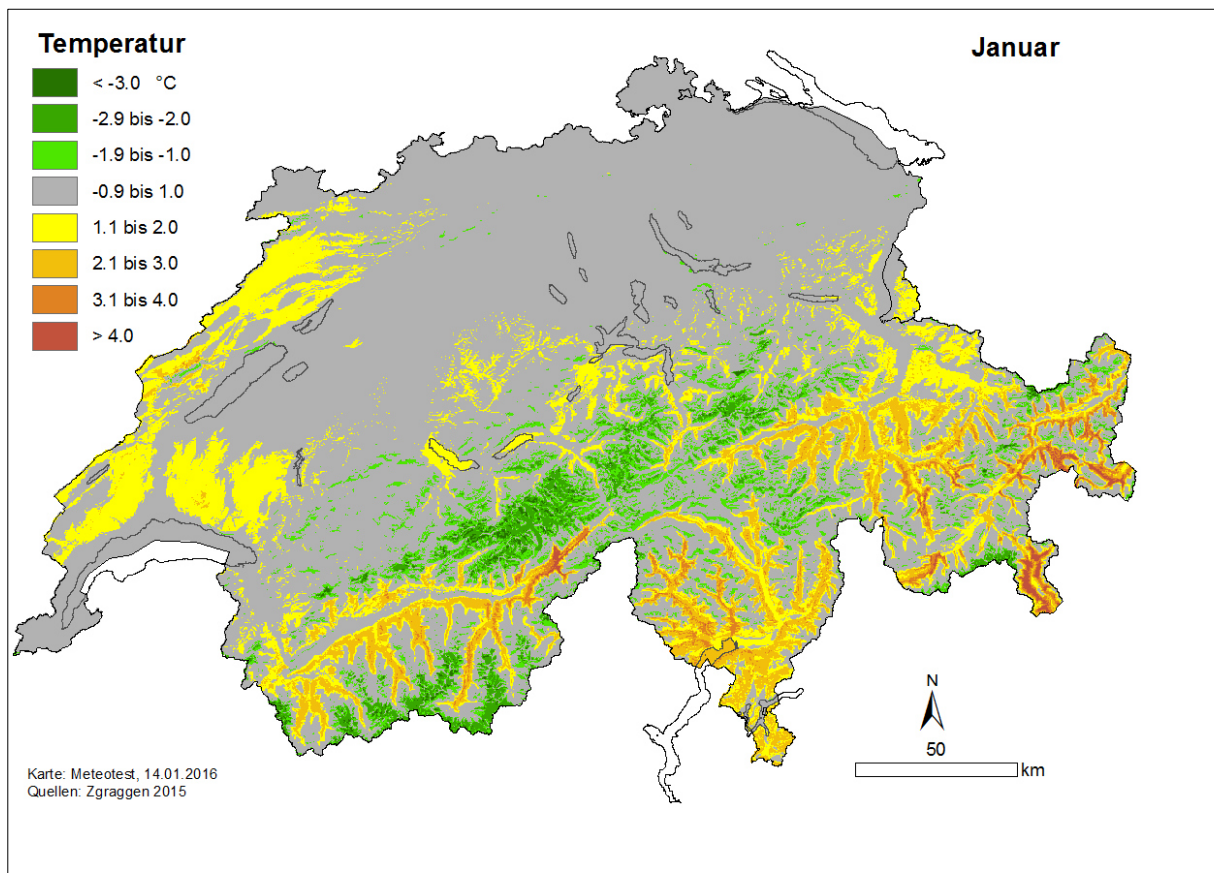 Temperatur
< -3.0 °C
-2.9 bis -2.0
-1.9 bis -1.0
-0.9 bis 1.0
1.1 bis 2.0
2.1 bis 3.0
3.1 bis 4.0
> 4.0
Januar
N
50
km
Karte: Meteotest, 14.01.2016
Quellen: Zgraggen 2015